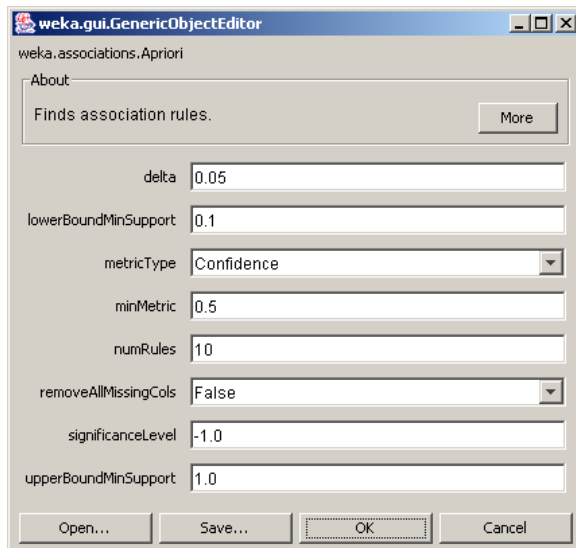 weka.gui.GenericObjectEditor
weka.associations.Apriori
About
Finds association rules.
More
delta 0.05
lowerBoundMinSupport 0.1
metricType Confidence
minMetric 0.5
numRules 10
removeAllMissingCols False
significanceLevel -1.0
upperBoundMinSupport 1.0
Open... Save... OK Cancel